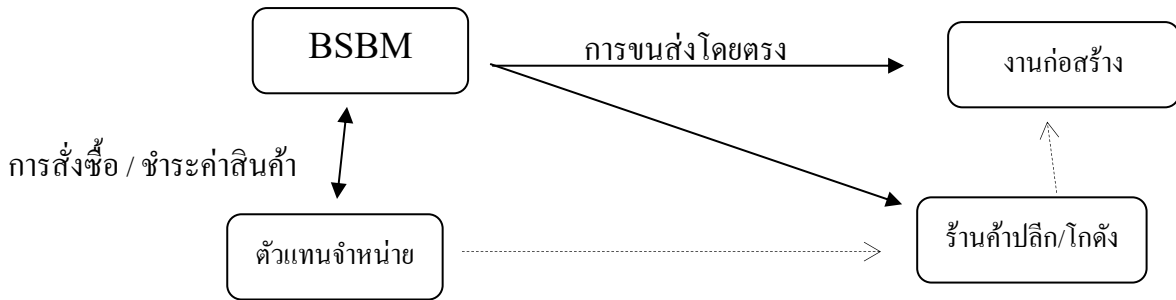 BSBM
การขนส่งโดยตรง
งานก่อสร้าง
การสั่งซื้อ / ชำระค่าสินค้า
ตัวแทนจำหน่าย
ร้านค้าปลีก/โกดัง